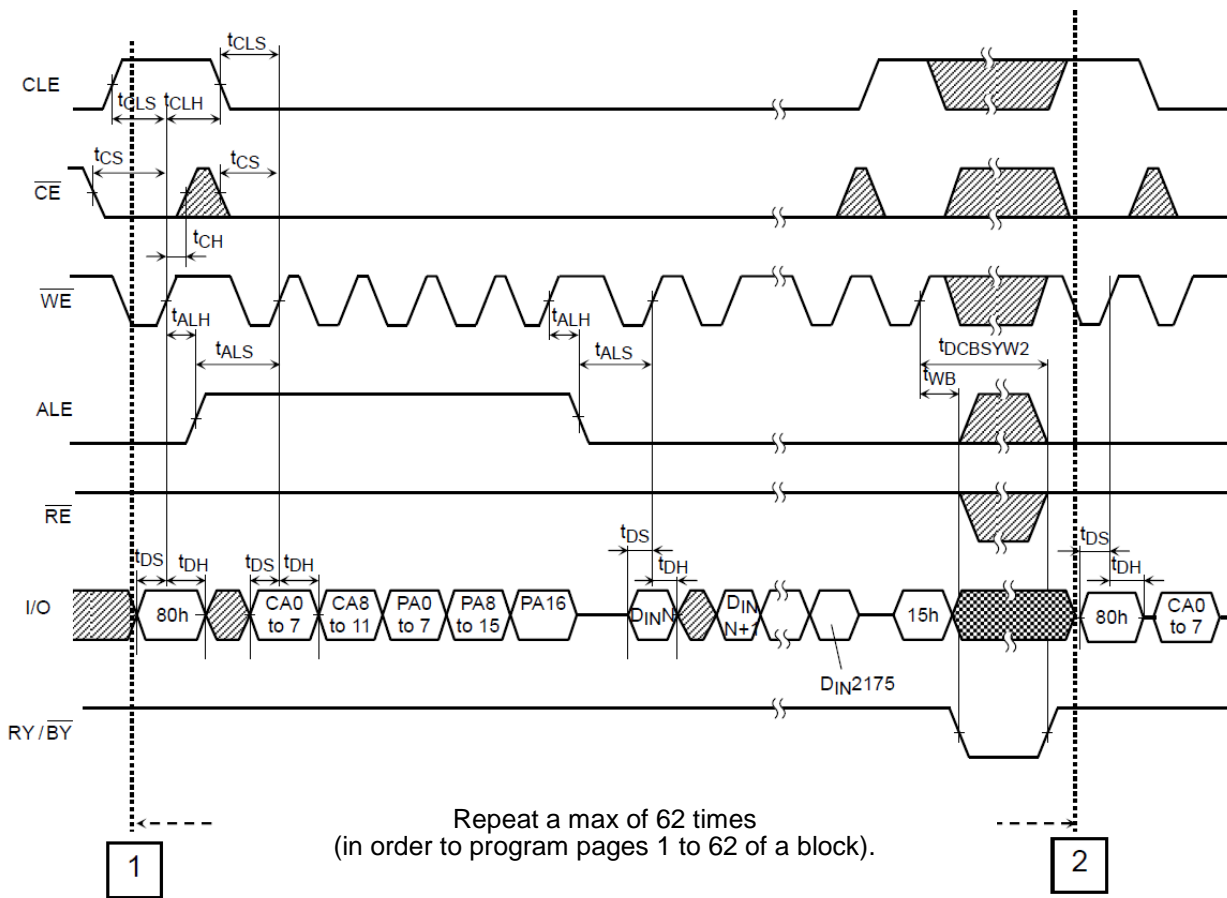 tCLS
CLE
tCLS tCLH
tCS tCS
CE
tCH
WE
tALH tALH
tALS tALS tDCBSYW2
tWB
ALE
RE
tDS tDH tDS tDH tDS tDH tDS tDH
I/O
80h
CA0 to 7
CA8 to 11
PA0 to 7
PA8 to 15
PA16
DINN
DIN N+1
15h
80h
CA0 to 7
DIN2175
RY / BY
Repeat a max of 62 times
(in order to program pages 1 to 62 of a block).
1
2